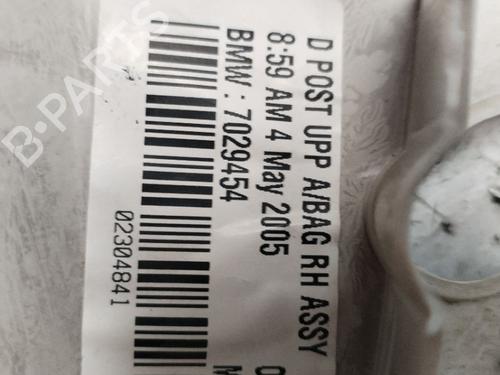 D POST UPP A/BAG RH ASSY
8:59 AM 4 May 2005
BMW : 7029454
02304841
B-PARTS